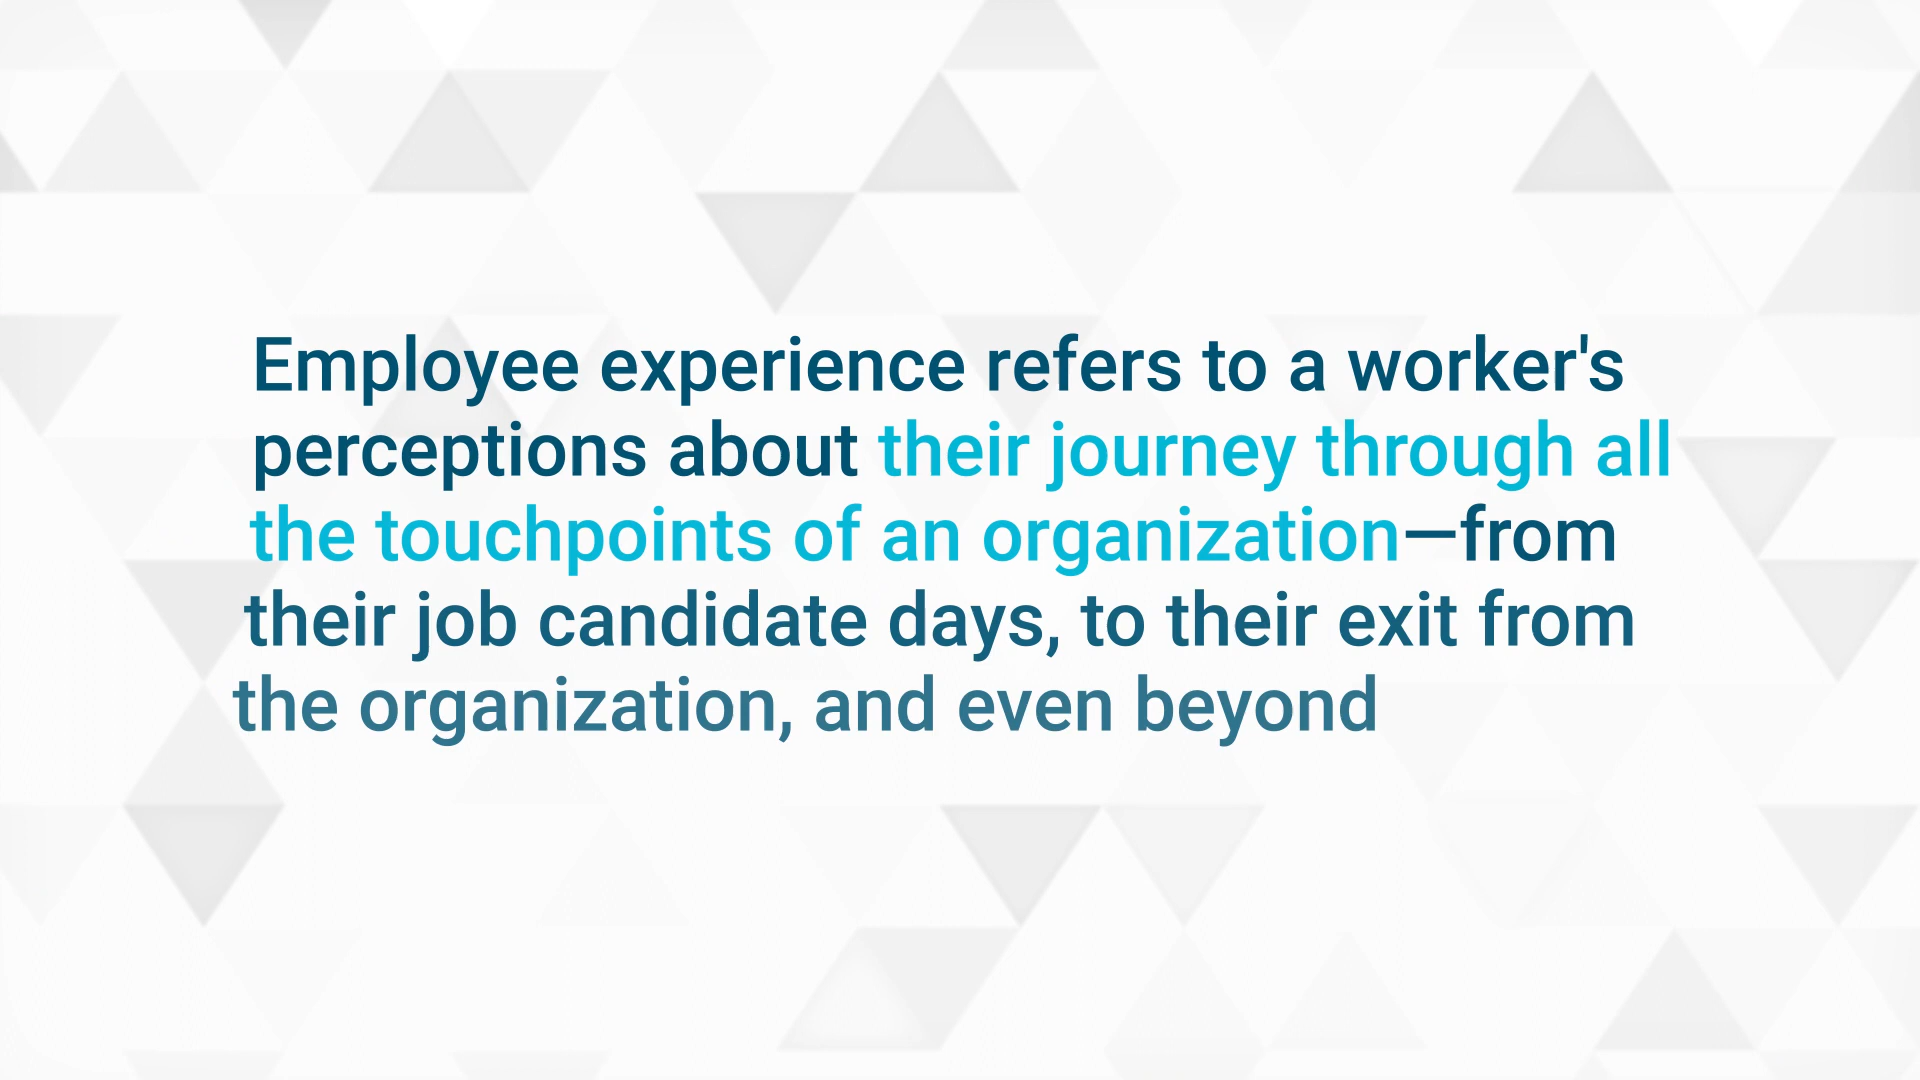 Employee experience refers to a worker's
perceptions about their journey through all
the touchpoints of an organization—from
their job candidate days, to their exit from
the organization, and even beyond